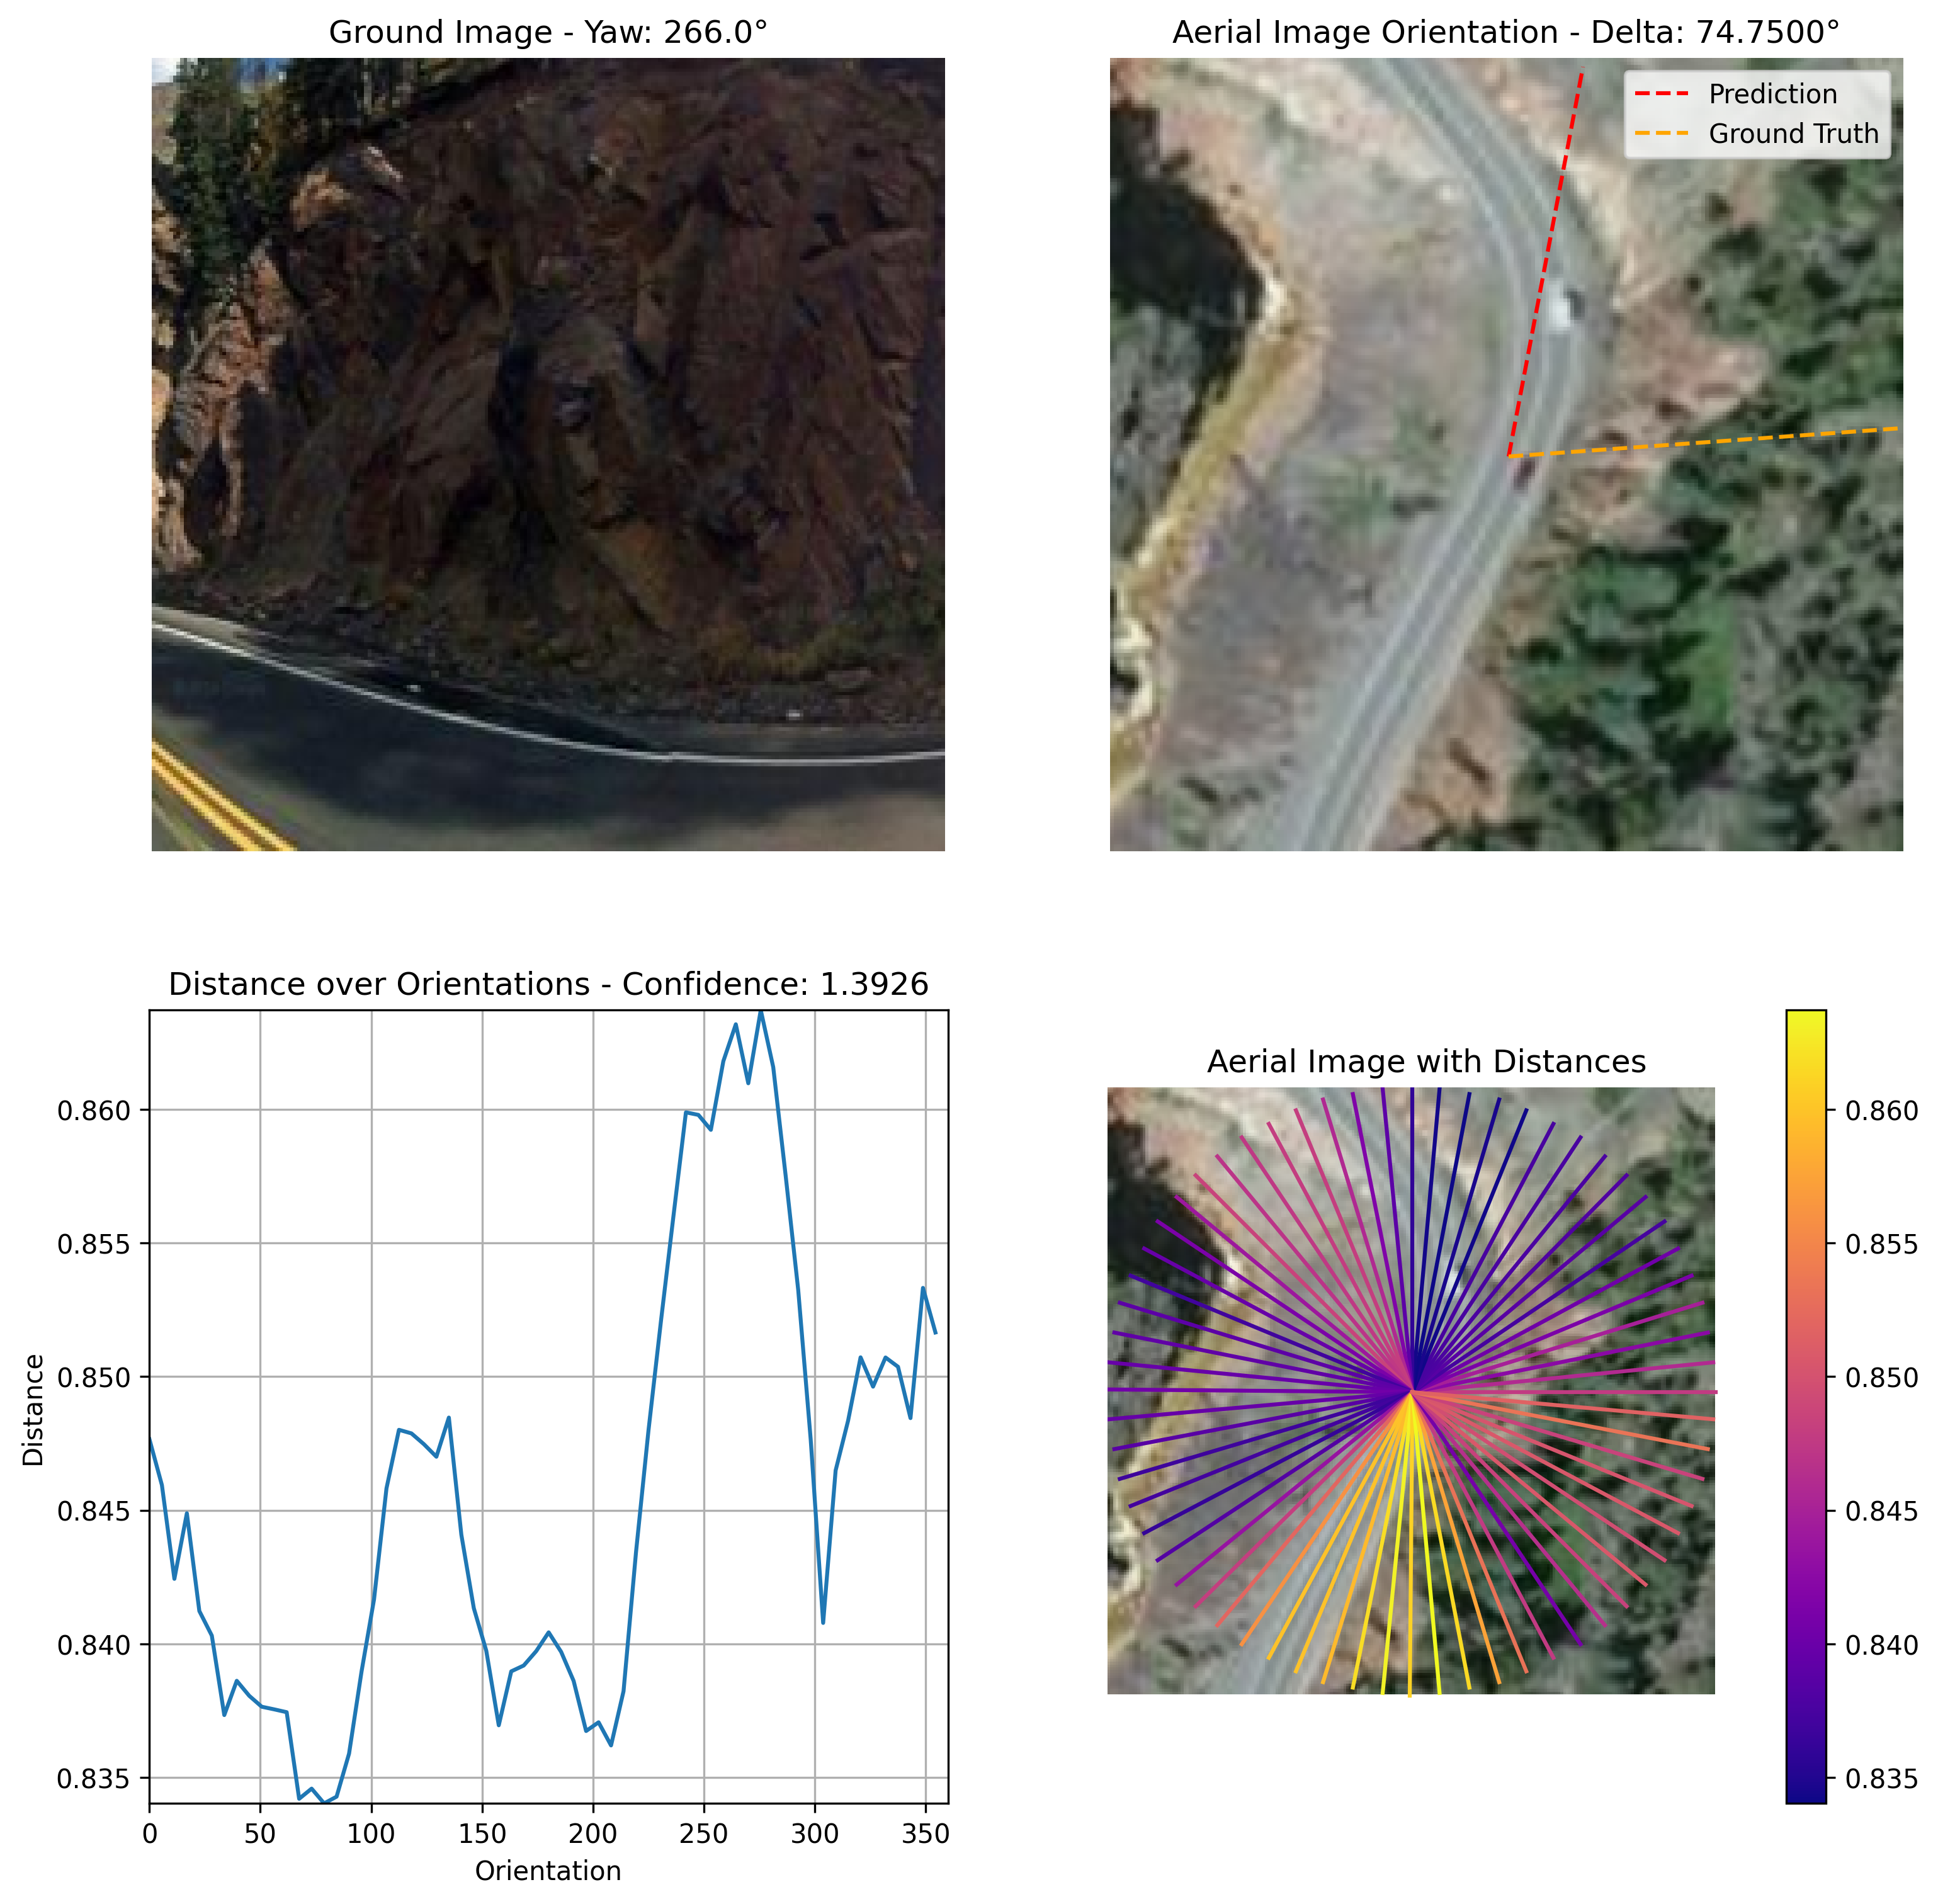 Ground Image - Yaw: 266.0°
Aerial Image Orientation - Delta: 74.7500°
Prediction
Ground Truth
Distance over Orientations - Confidence: 1.3926
0.860
0.855
0.850
0.845
0.840
0.835
Distance
0 50 100 150 200 250 300 350
Orientation
Aerial Image with Distances
0.860
0.855
0.850
0.845
0.840
0.835